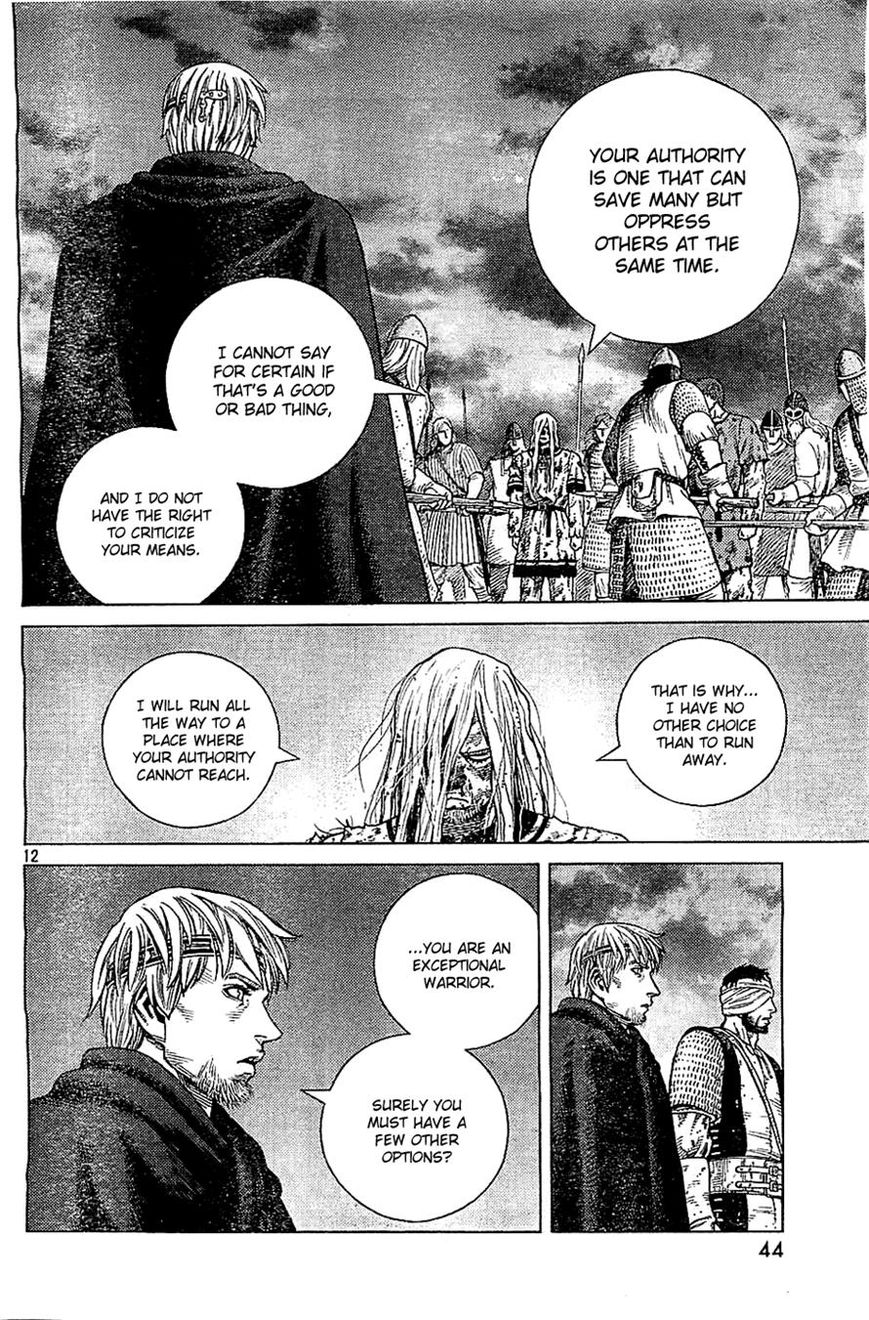 YOUR AUTHORITY
IS ONE THAT CAN
SAVE MANY BUT
OPPRESS
OTHERS AT THE
SAME TIME.
I CANNOT SAY
FOR CERTAIN IF
THAT'S A GOOD
OR BAD THING,
AND I DO NOT
HAVE THE RIGHT
TO CRITICIZE
YOUR MEANS.
THAT IS WHY...
I HAVE NO
OTHER CHOICE
THAN TO RUN
AWAY.
I WILL RUN ALL
THE WAY TO A
PLACE WHERE
YOUR AUTHORITY
CANNOT REACH.
12
...YOU ARE AN
EXCEPTIONAL
WARRIOR.
SURELY YOU
MUST HAVE A
FEW OTHER
OPTIONS?
44